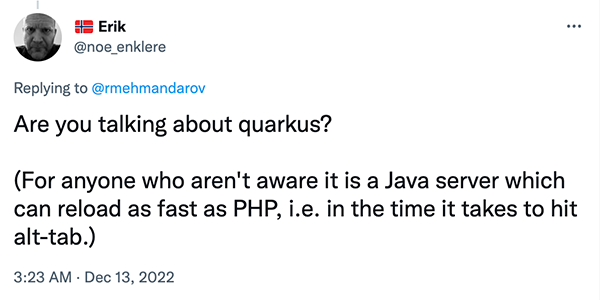 Erik
@noe_enklere
Replying to @rmehmandarov
Are you talking about quarkus?
(For anyone who aren't aware it is a Java server which
can reload as fast as PHP, i.e. in the time it takes to hit
alt-tab.)
3:23 AM · Dec 13, 2022